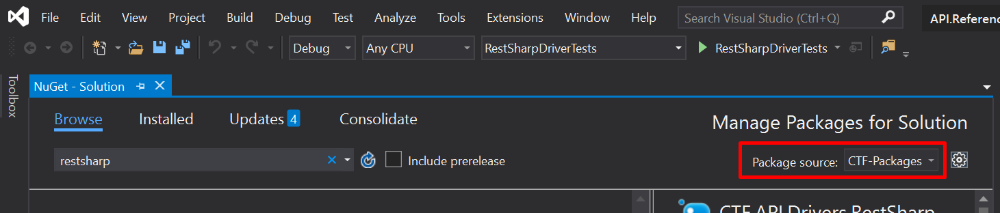 File Edit View Project Build Debug Test Analyze Tools Extensions Window Help Search Visual Studio (Ctrl+Q) API.Referenc
Debug Any CPU RestSharpDriverTests RestSharpDriverTests
Toolbox
NuGet - Solution
Browse Installed Updates 4 Consolidate
Manage Packages for Solution
restsharp Include prerelease
Package source: CTF-Packages
CTF.API.Drivers.RestSharp